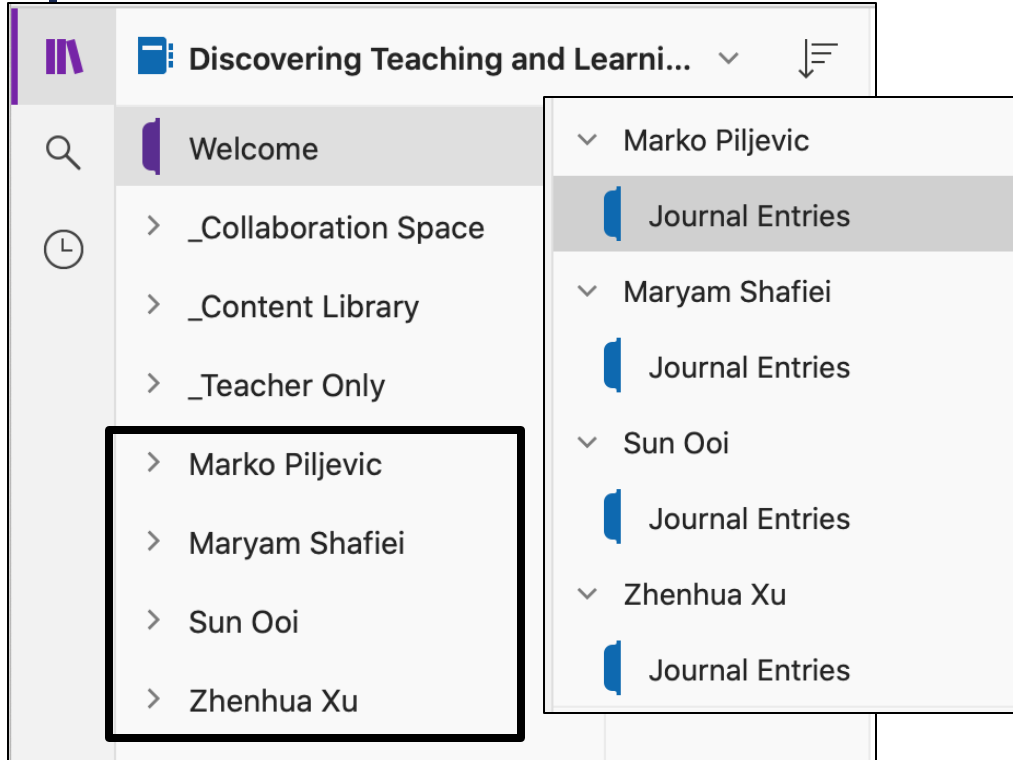 Discovering Teaching and Learni...
Welcome
_Collaboration Space
_Content Library
_Teacher Only
Marko Piljevic
Maryam Shafiei
Sun Ooi
Zhenhua Xu
Marko Piljevic
Journal Entries
Maryam Shafiei
Journal Entries
Sun Ooi
Journal Entries
Zhenhua Xu
Journal Entries